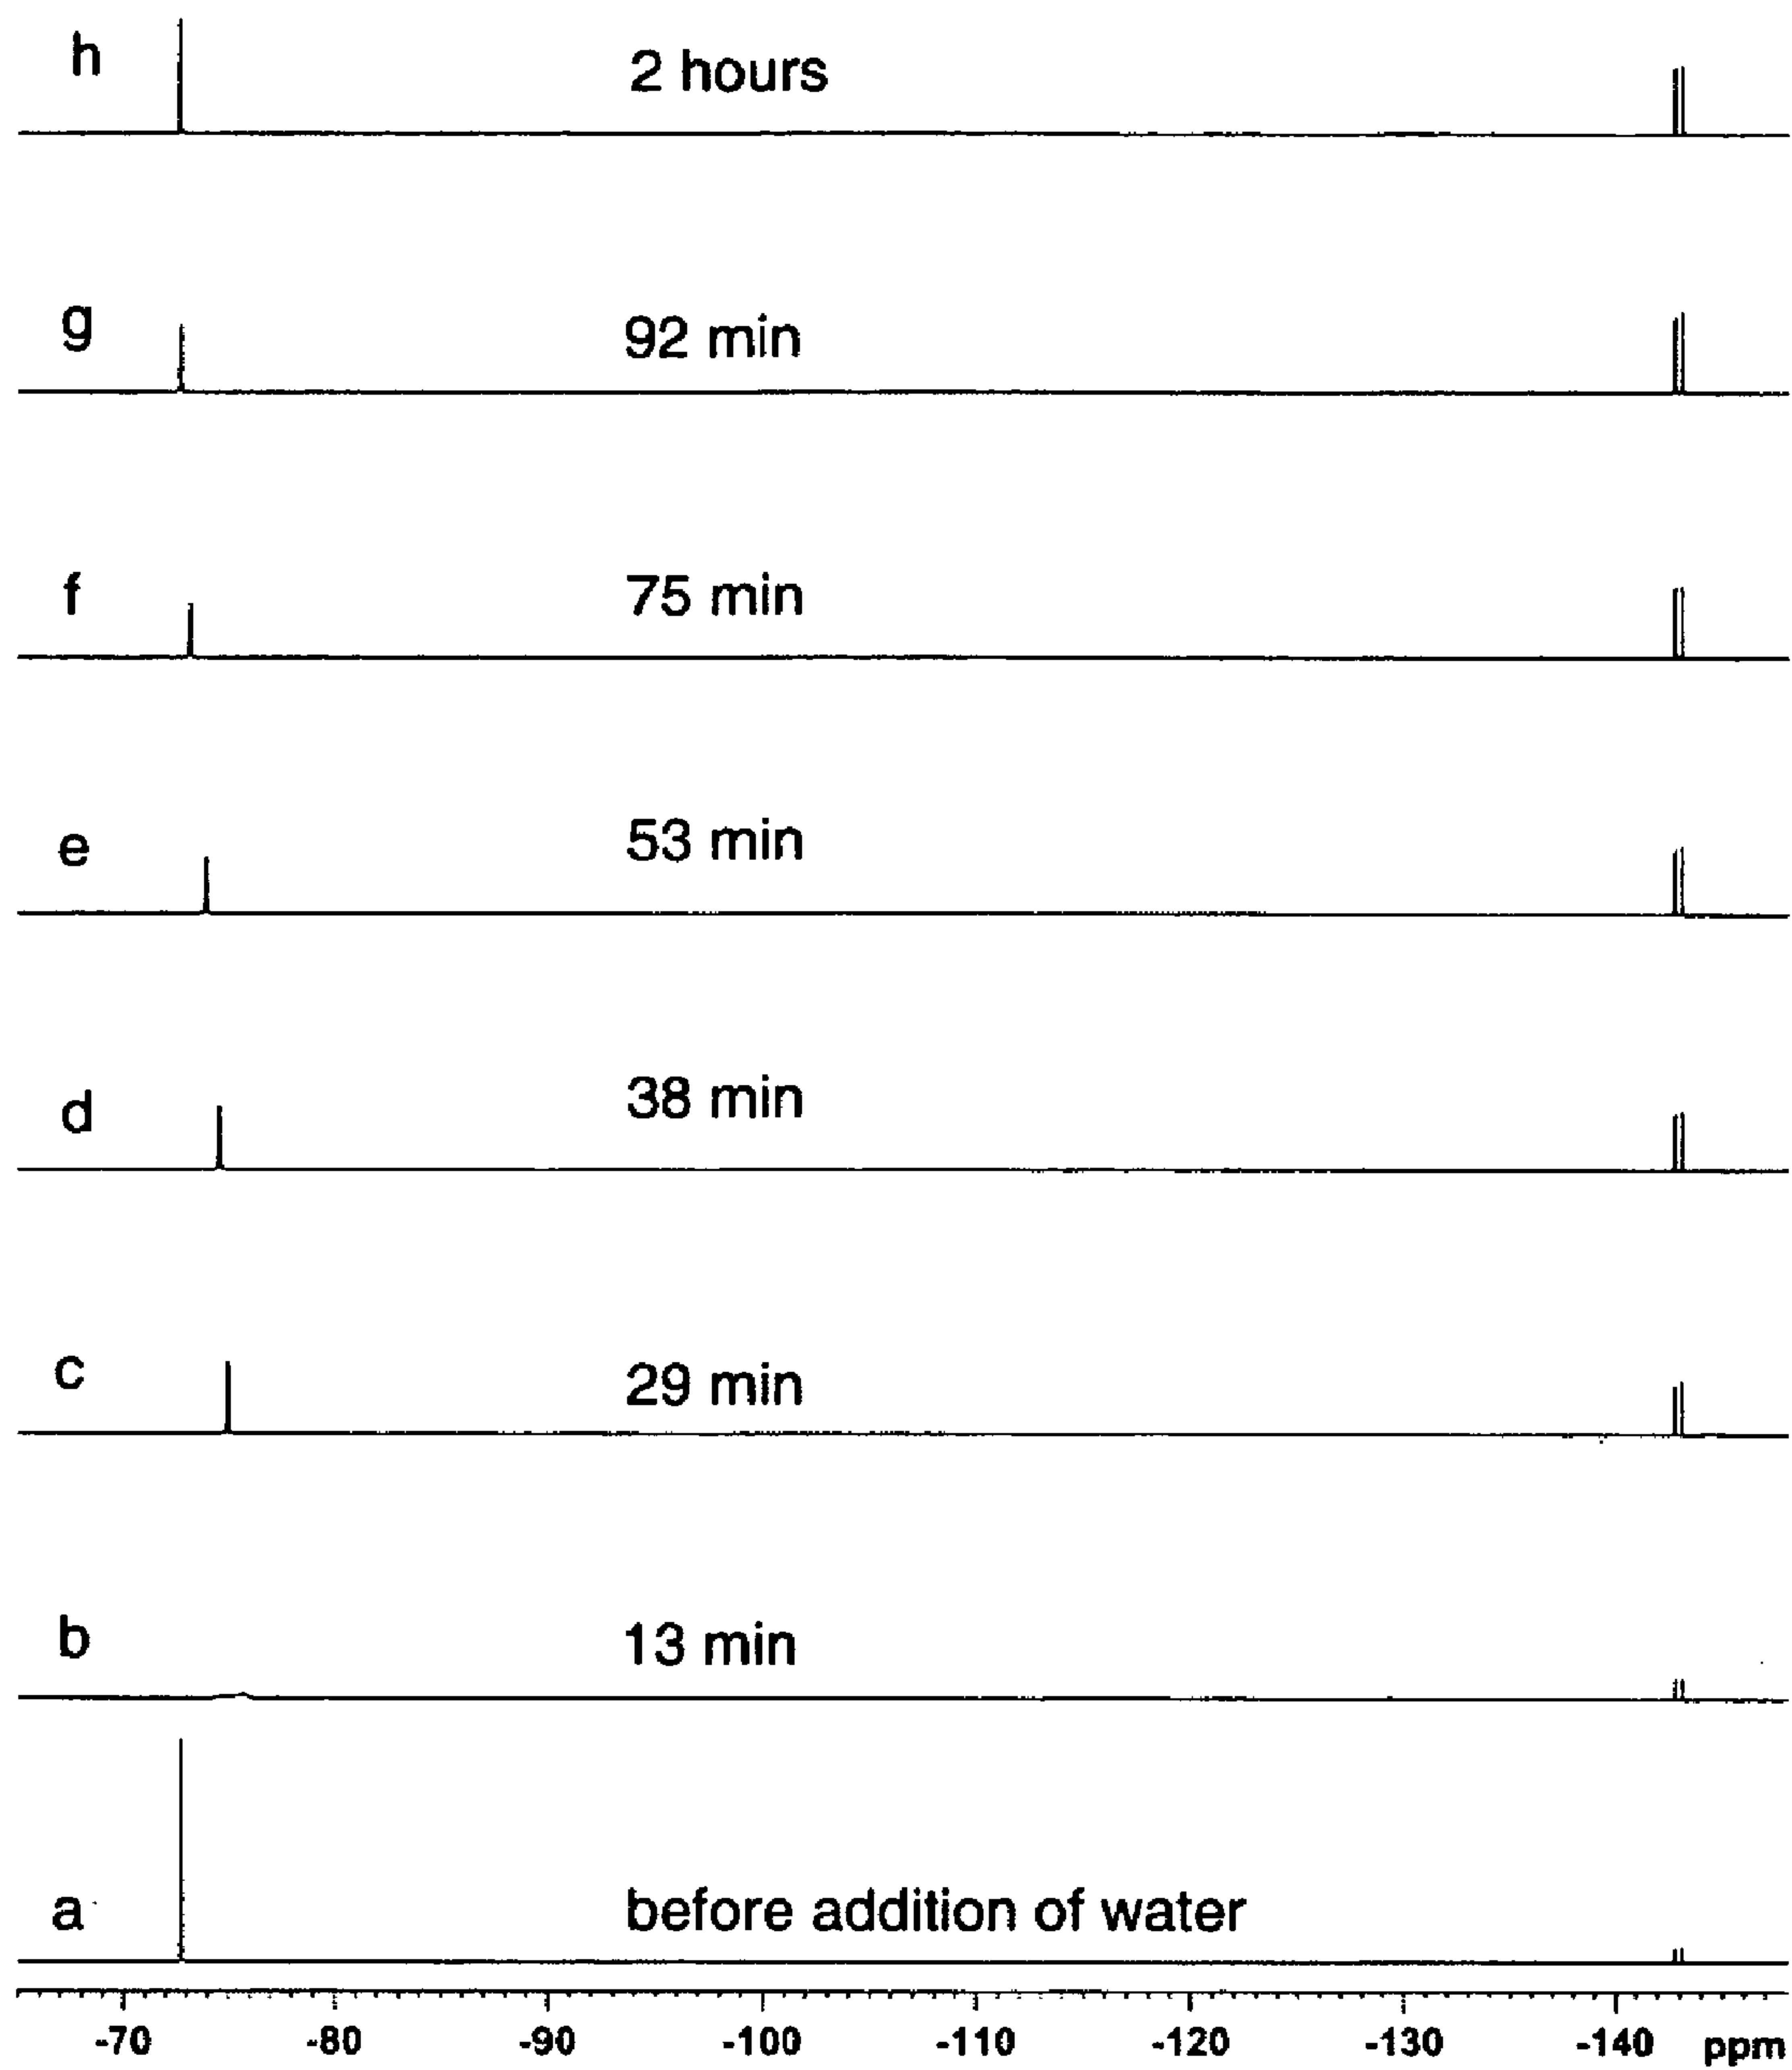 h 2 hours
g 92 min
f 75 min
e 53 min
d 38 min
c 29 min
b 13 min
a before addition of water
-70 -80 -90 -100 -110 -120 -130 -140 ppm